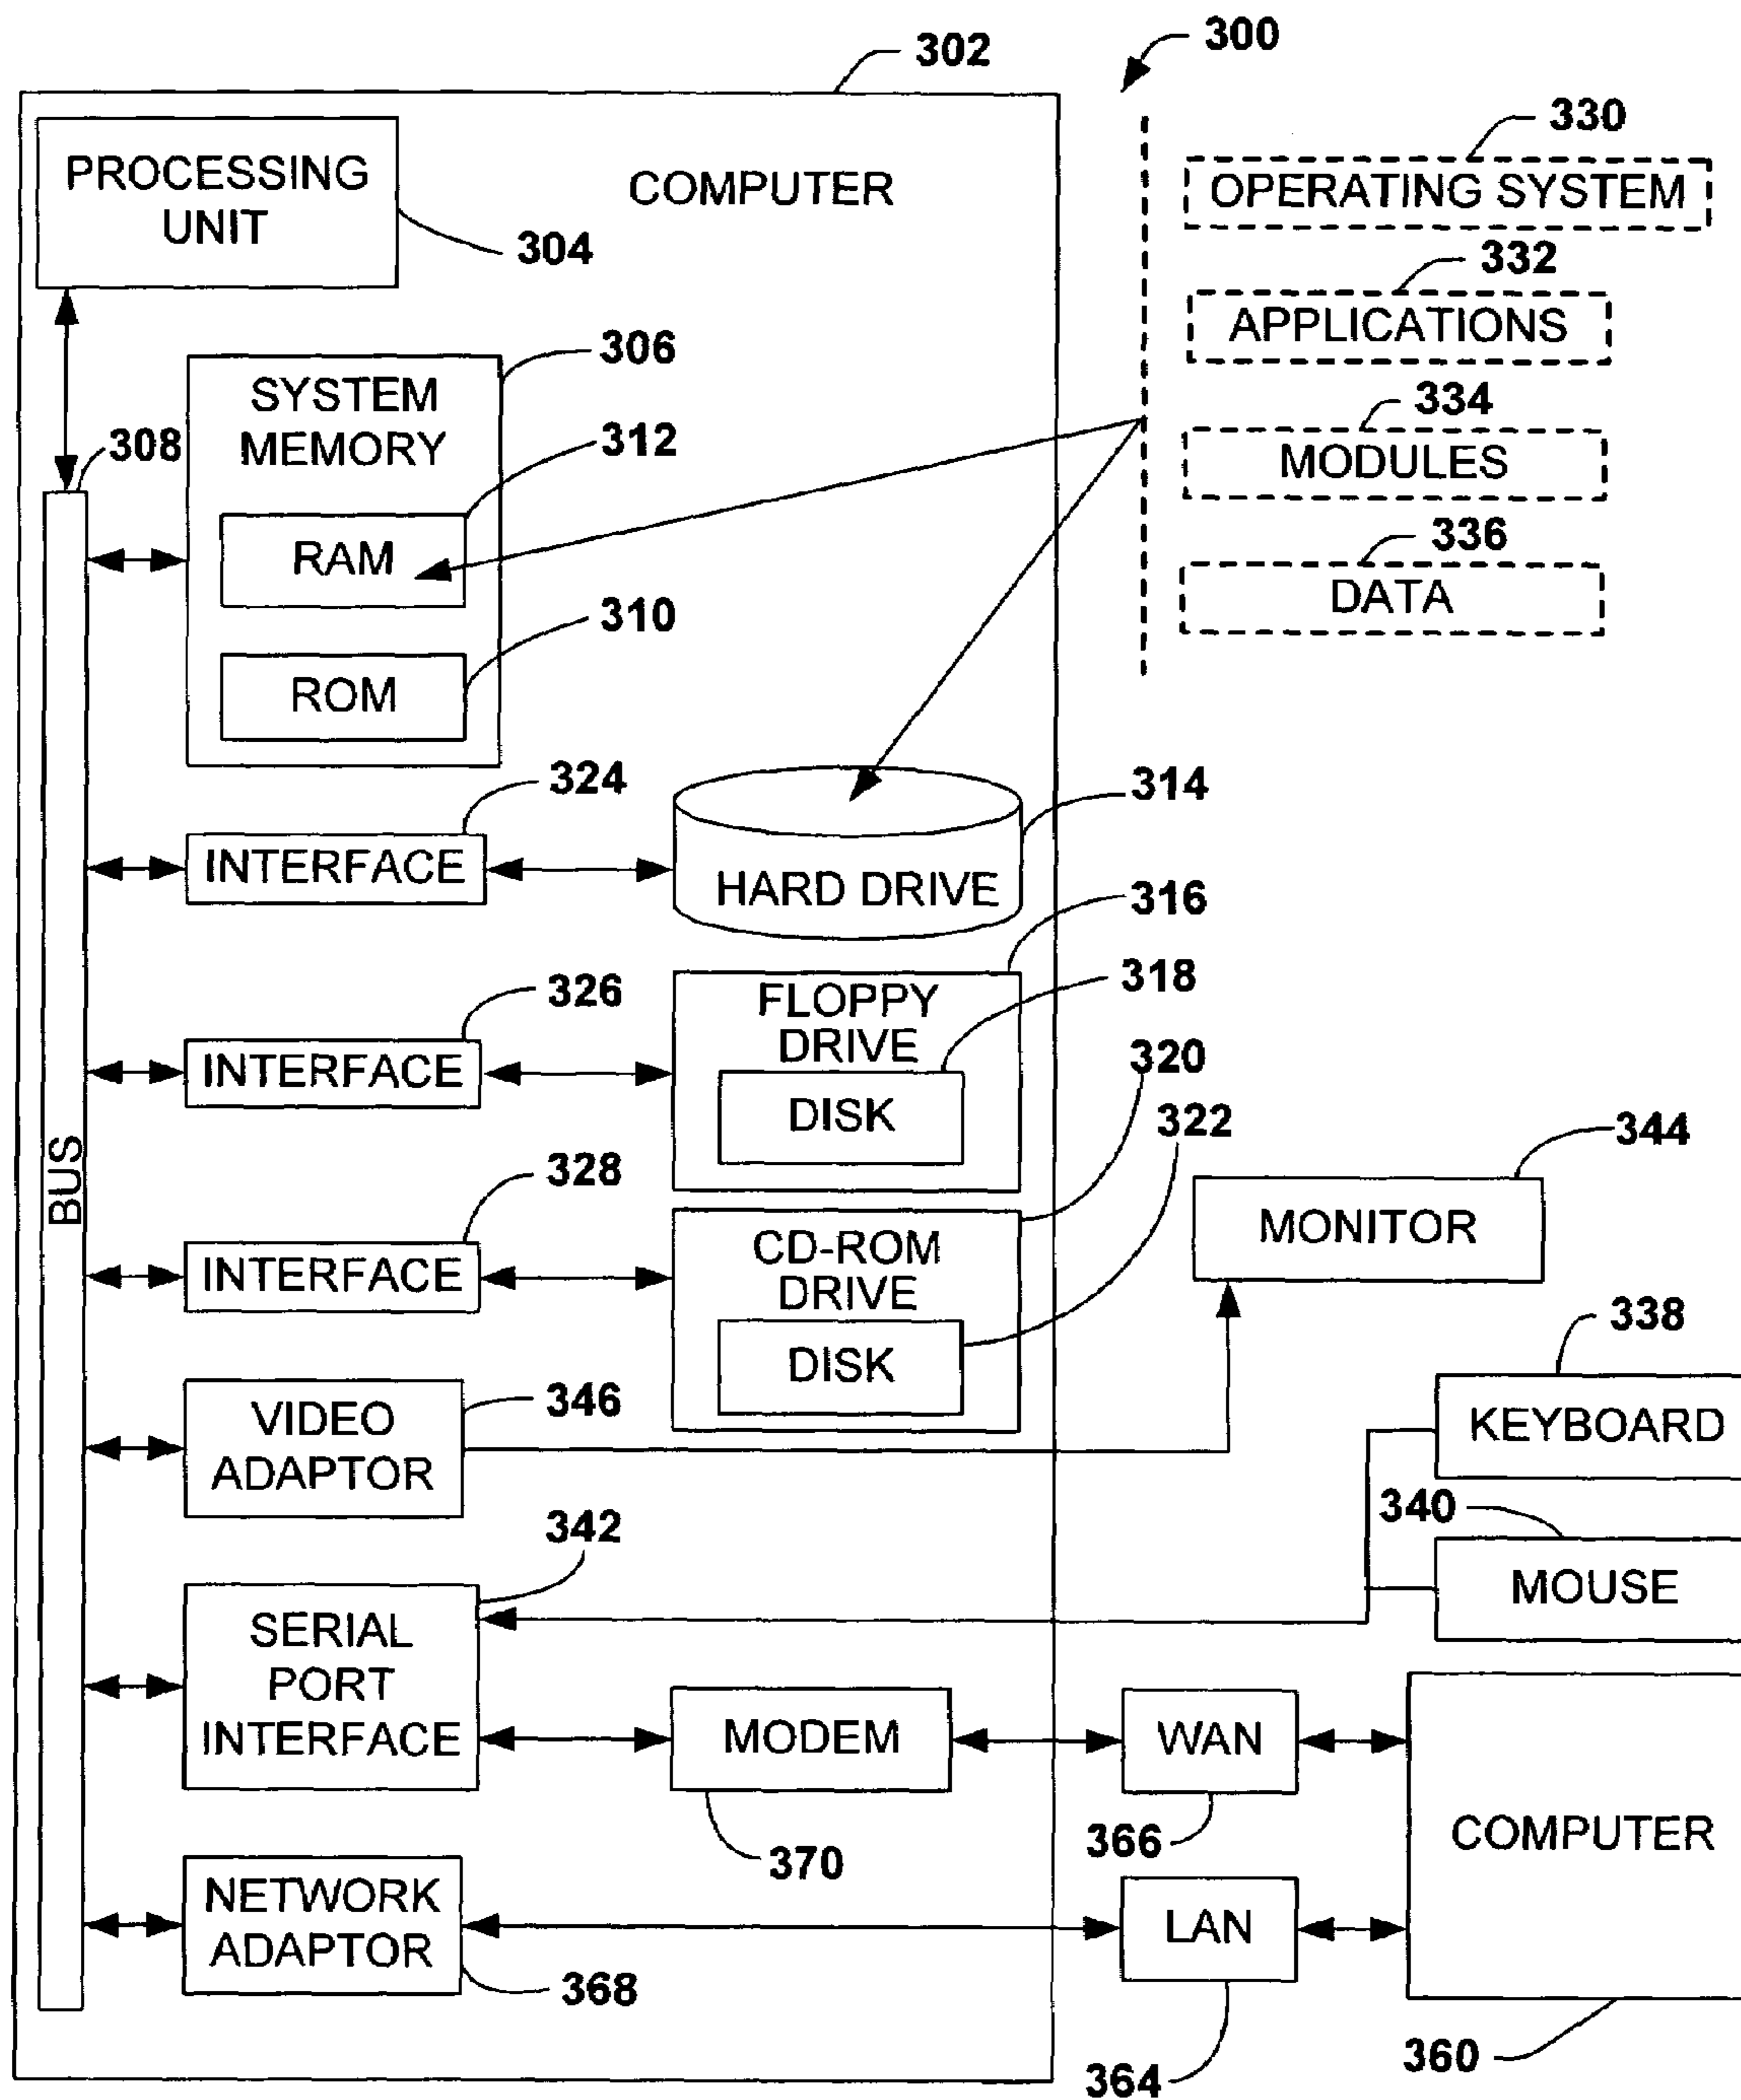 302
300
PROCESSING
UNIT
COMPUTER
304
330
OPERATING SYSTEM
332
APPLICATIONS
334
MODULES
336
DATA
306
SYSTEM
MEMORY
312
308
RAM
310
ROM
324
INTERFACE
314
HARD DRIVE
316
326
INTERFACE
FLOPPY
DRIVE
318
DISK
320
322
BUS
328
INTERFACE
CD-ROM
DRIVE
DISK
344
MONITOR
338
KEYBOARD
346
VIDEO
ADAPTOR
340
MOUSE
342
SERIAL
PORT
INTERFACE
MODEM
370
WAN
366
COMPUTER
NETWORK
ADAPTOR
368
LAN
364
360